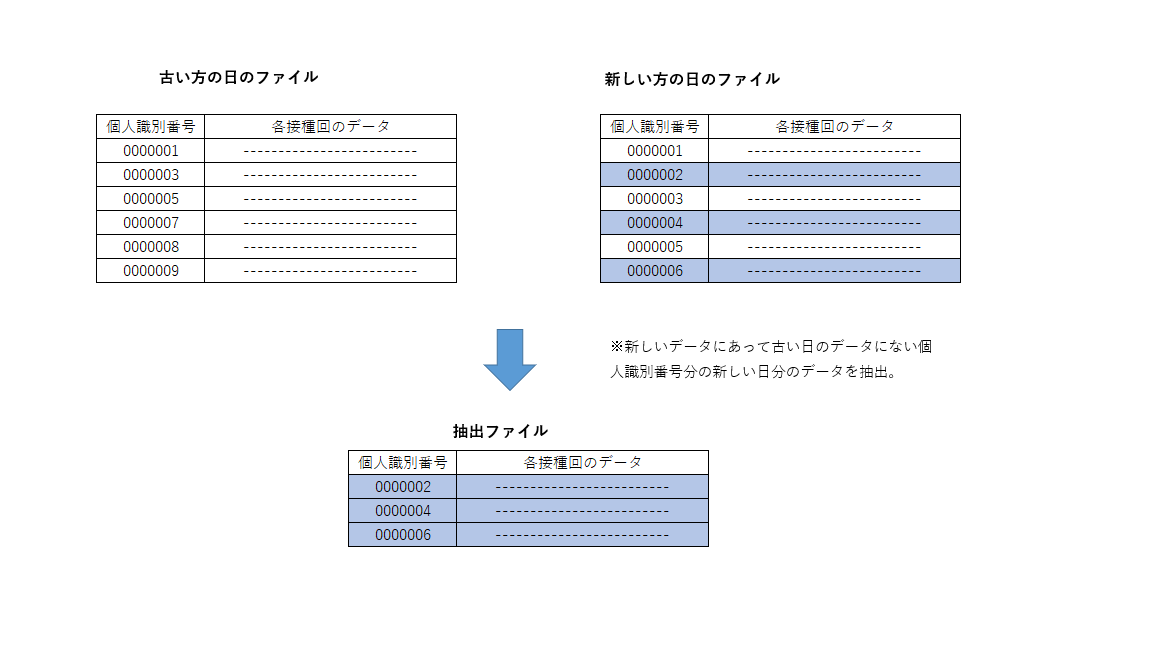 古い方の日のファイル
個人識別番号 各接種回のデータ
0000001 -------------------------
0000003 -------------------------
0000005 -------------------------
0000007 -------------------------
0000008 -------------------------
0000009 -------------------------
新しい方の日のファイル
個人識別番号 各接種回のデータ
0000001 -------------------------
0000002 -------------------------
0000003 -------------------------
0000004 -------------------------
0000005 -------------------------
0000006 -------------------------
※新しいデータにあって古い日のデータにない個
人識別番号分の新しい日分のデータを抽出。
抽出ファイル
個人識別番号 各接種回のデータ
0000002 -------------------------
0000004 -------------------------
0000006 -------------------------